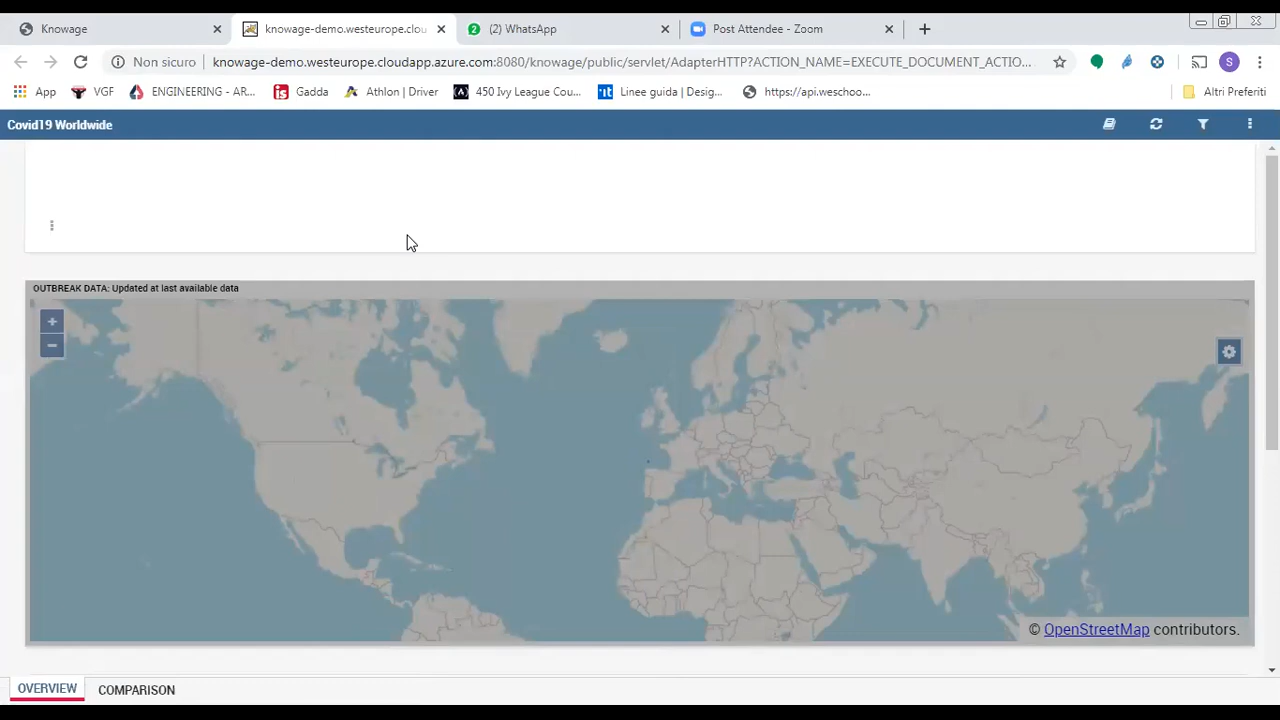 Knowage
knowage-demo.westeurope.clou
2 (2) WhatsApp
Post Attendee - Zoom
Non sicuro knowage-demo.westeurope.cloudapp.azure.com:8080/knowage/public/servlet/AdapterHTTP?ACTION_NAME=EXECUTE_DOCUMENT_ACTIO... S
App VGF ENGINEERING - AR... Gadda Athlon | Driver 450 Ivy League Cou... Linee guida | Desig... https://api.weschoo... Altri Preferiti
Covid19 Worldwide
OUTBREAK DATA: Updated at last available data
+
−
© OpenStreetMap contributors.
OVERVIEW COMPARISON